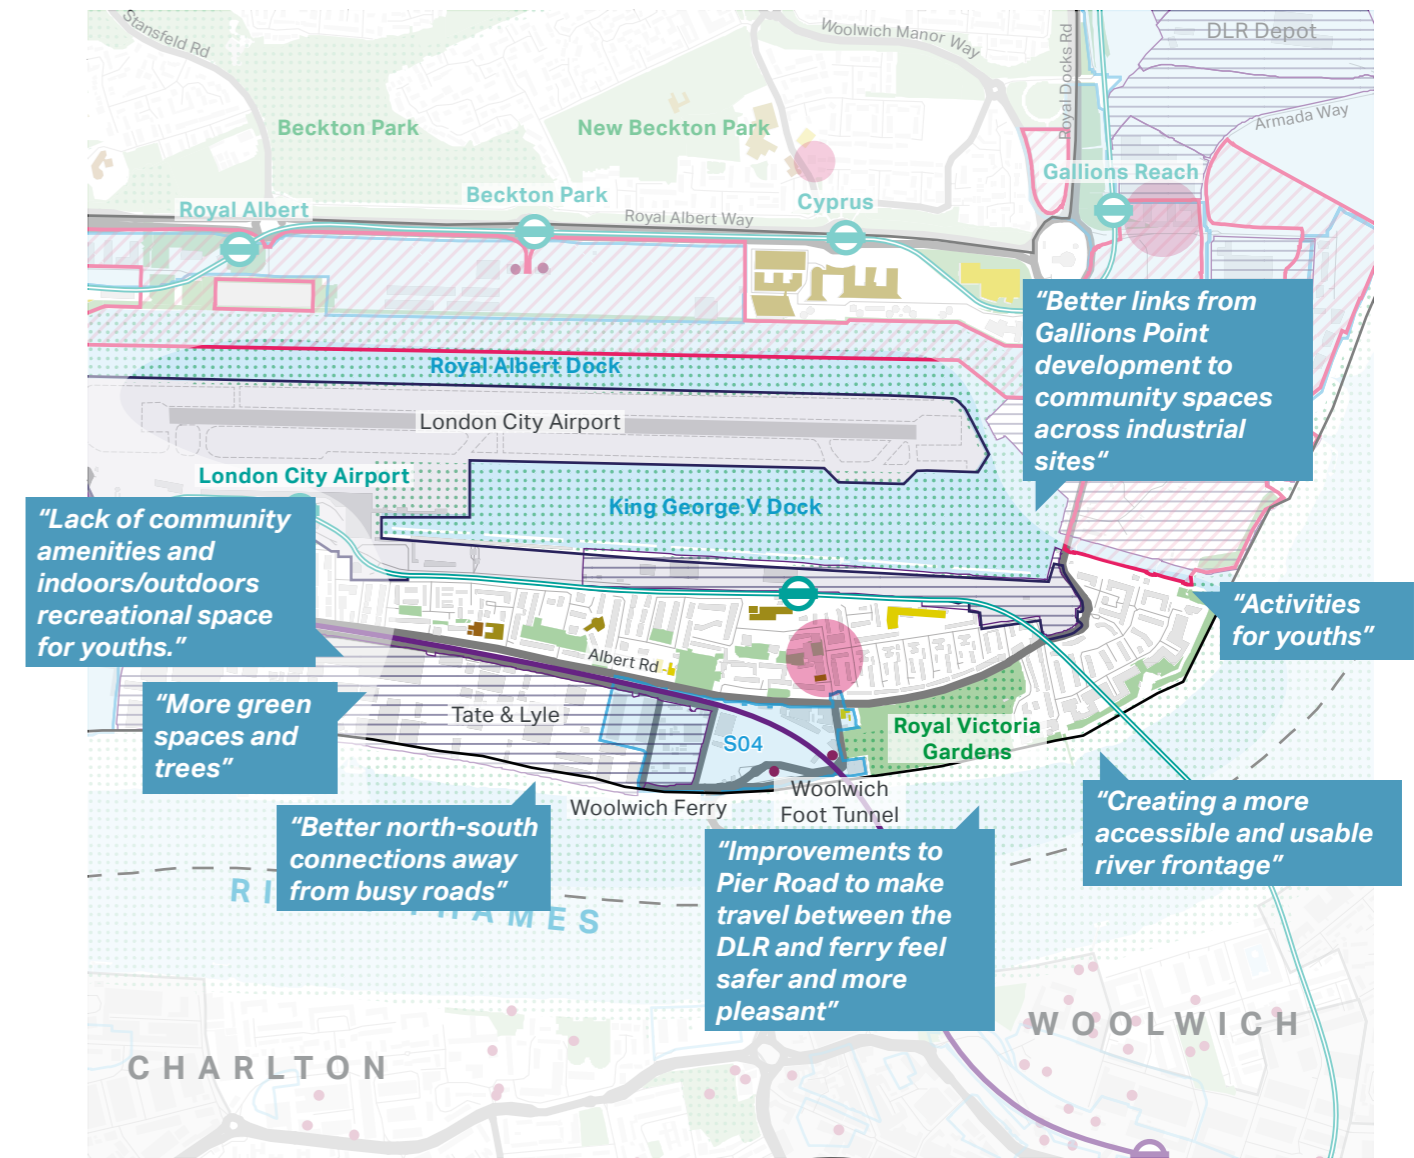 Stansfeld Rd
Woolwich Manor Way
Royal Docks Rd
DLR Depot
Armada Way
Beckton Park
New Beckton Park
Gallions Reach
Royal Albert
Beckton Park
Royal Albert Way
Cyprus
“Better links from
Gallions Point
development to
community spaces
across industrial
sites“
Royal Albert Dock
London City Airport
London City Airport
King George V Dock
“Lack of community
amenities and
indoors/outdoors
recreational space
for youths.”
“Activities
for youths”
Albert Rd
“More green
spaces and
trees”
Tate & Lyle
S04
Royal Victoria
Gardens
Woolwich Ferry
Woolwich
Foot Tunnel
“Better north-south
connections away
from busy roads”
“Improvements to
Pier Road to make
travel between the
DLR and ferry feel
safer and more
pleasant”
“Creating a more
accessible and usable
river frontage”
WOOLWICH
CHARLTON